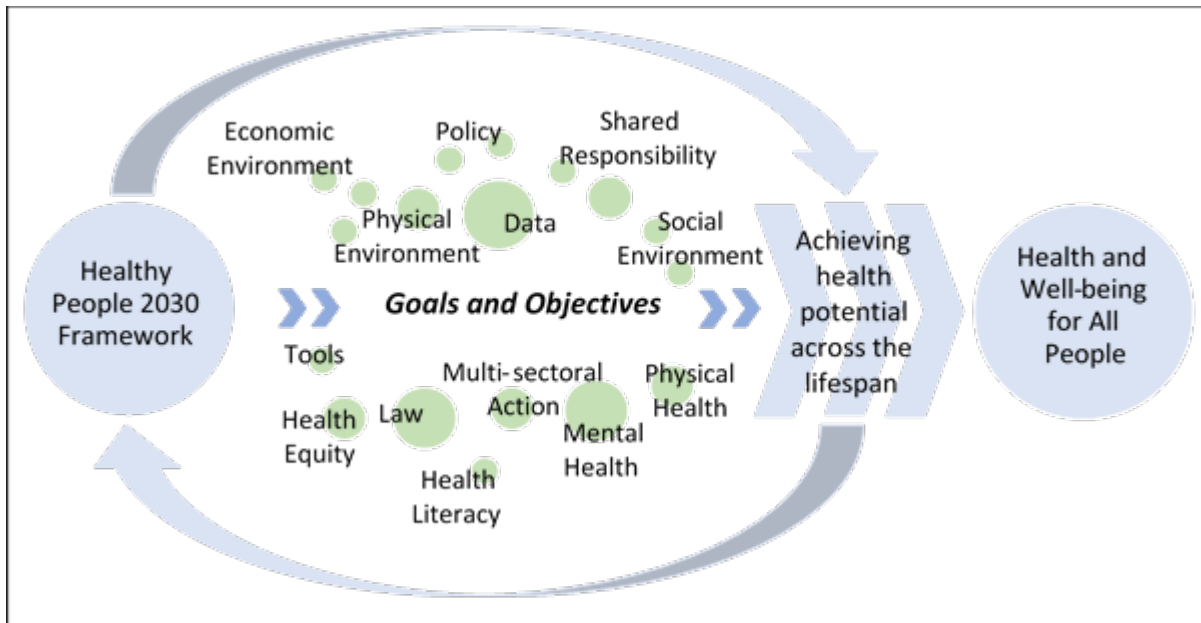 Economic
Environment
Policy
Shared
Responsibility
Physical
Environment
Data
Social
Environment
Healthy
People 2030
Framework
Goals and Objectives
Achieving
health
potential
across the
lifespan
Health and
Well-being
for All
People
Tools
Health
Equity
Law
Multi-sectoral
Action
Mental
Health
Physical
Health
Health
Literacy